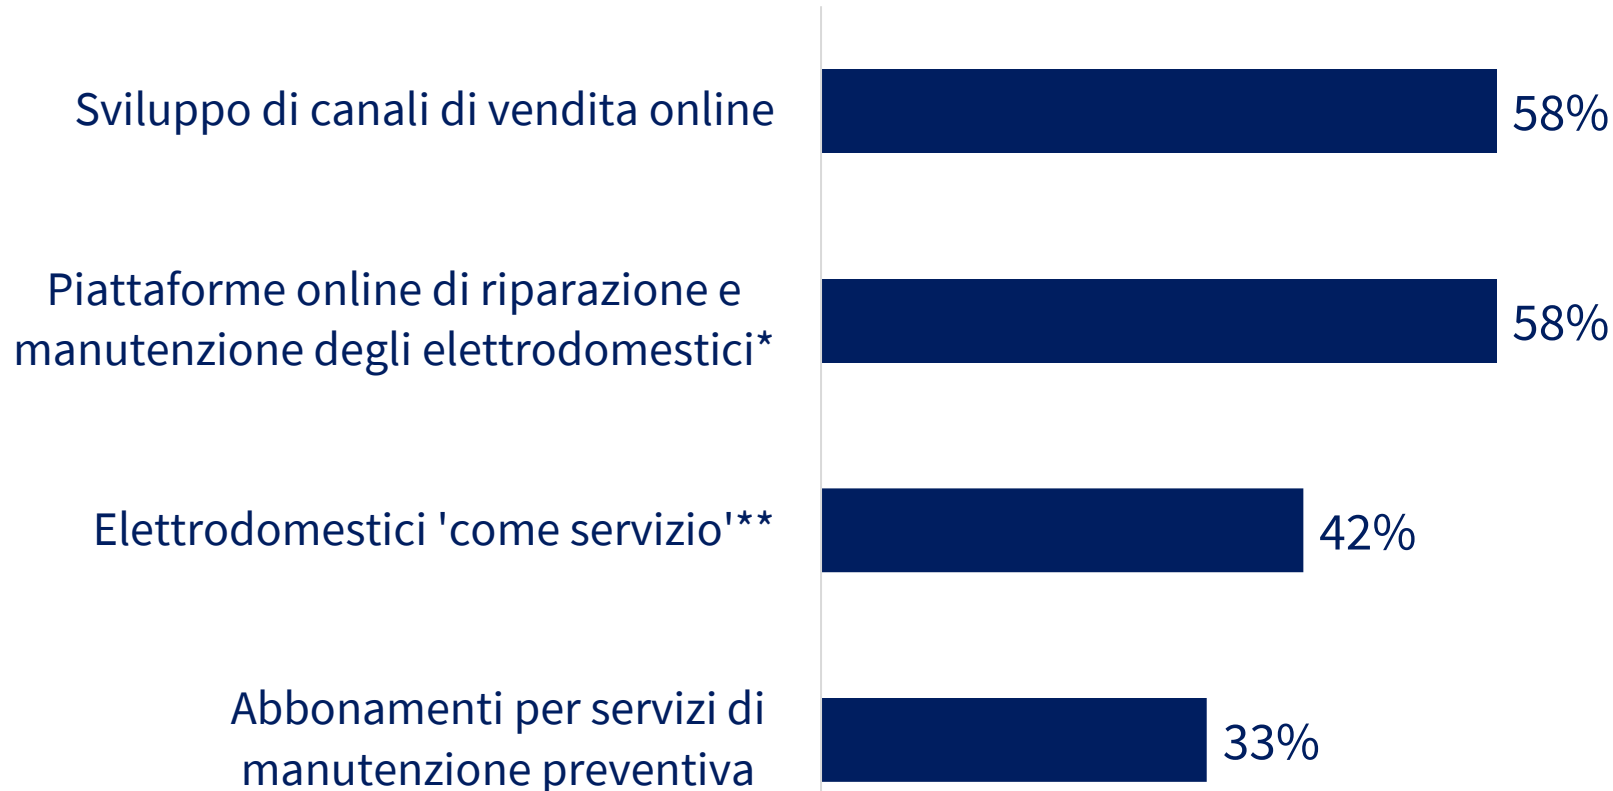 Sviluppo di canali di vendita online
58%
Piattaforme online di riparazione e
manutenzione degli elettrodomestici*
58%
Elettrodomestici 'come servizio'**
42%
Abbonamenti per servizi di
manutenzione preventiva
33%